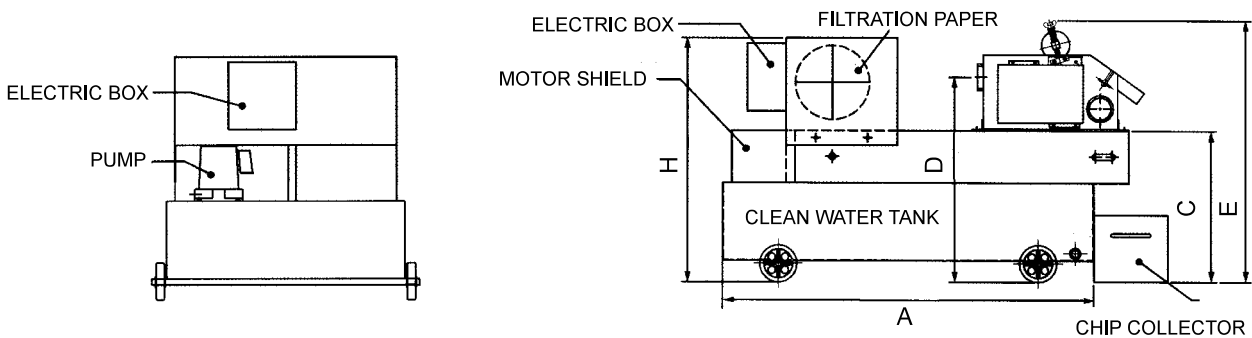 ELECTRIC BOX
PUMP
ELECTRIC BOX
FILTRATION PAPER
MOTOR SHIELD
H
D
C
E
CLEAN WATER TANK
A
CHIP COLLECTOR